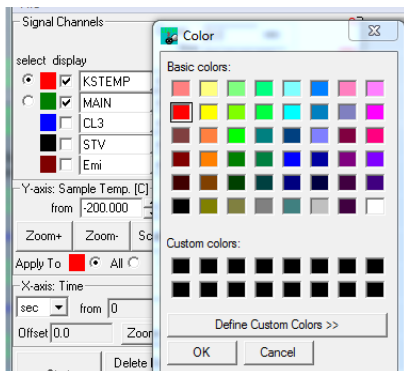 Signal Channels
select display
KSTEMP
MAIN
CL3
STV
Emi
Y-axis: Sample Temp. [C]
from -200.000
Zoom+ Zoom- Sc
Apply To All
X-axis: Time
sec from 0
Offset 0.0 Zoor
Delete
Color
Basic colors:
Custom colors:
Define Custom Colors >>
OK Cancel